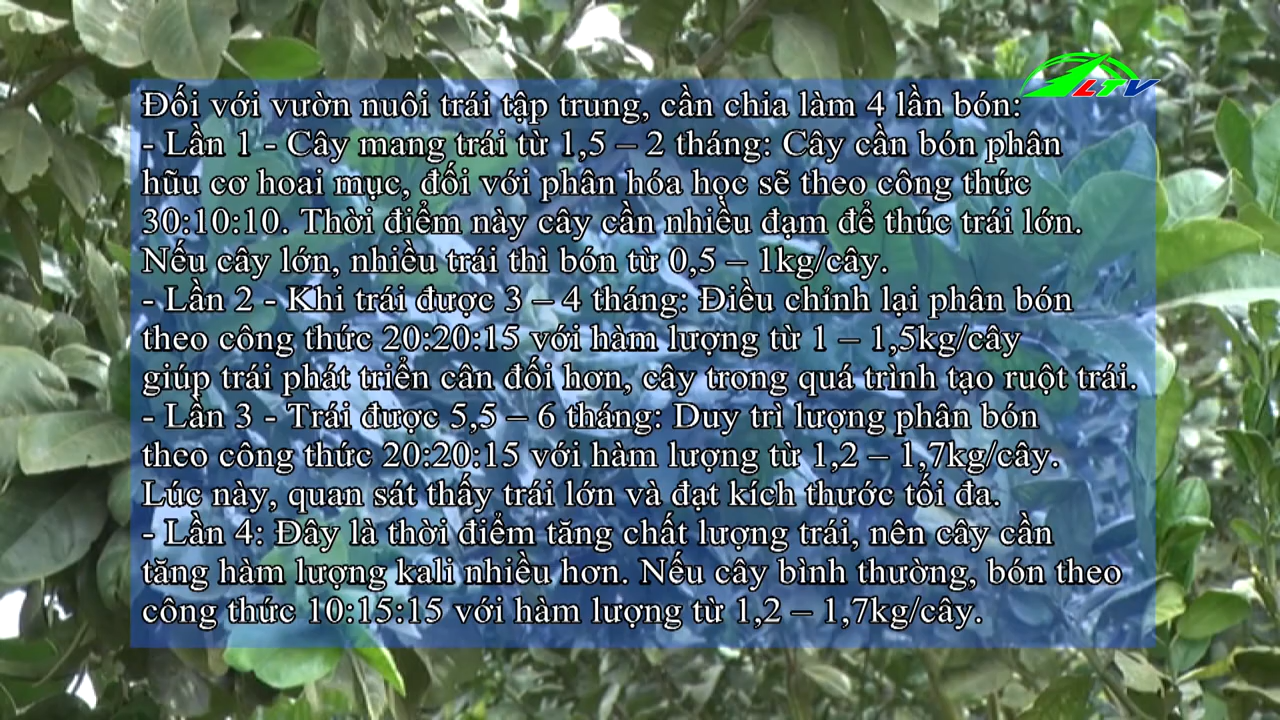 LTV
Đối với vườn nuôi trái tập trung, cần chia làm 4 lần bón:
- Lần 1 - Cây mang trái từ 1,5 – 2 tháng: Cây cần bón phân
hữu cơ hoai mục, đối với phân hóa học sẽ theo công thức
30:10:10. Thời điểm này cây cần nhiều đạm để thúc trái lớn.
Nếu cây lớn, nhiều trái thì bón từ 0,5 – 1kg/cây.
- Lần 2 - Khi trái được 3 – 4 tháng: Điều chỉnh lại phân bón
theo công thức 20:20:15 với hàm lượng từ 1 – 1,5kg/cây
giúp trái phát triển cân đối hơn, cây trong quá trình tạo ruột trái.
- Lần 3 - Trái được 5,5 – 6 tháng: Duy trì lượng phân bón
theo công thức 20:20:15 với hàm lượng từ 1,2 – 1,7kg/cây.
Lúc này, quan sát thấy trái lớn và đạt kích thước tối đa.
- Lần 4: Đây là thời điểm tăng chất lượng trái, nên cây cần
tăng hàm lượng kali nhiều hơn. Nếu cây bình thường, bón theo
công thức 10:15:15 với hàm lượng từ 1,2 – 1,7kg/cây.